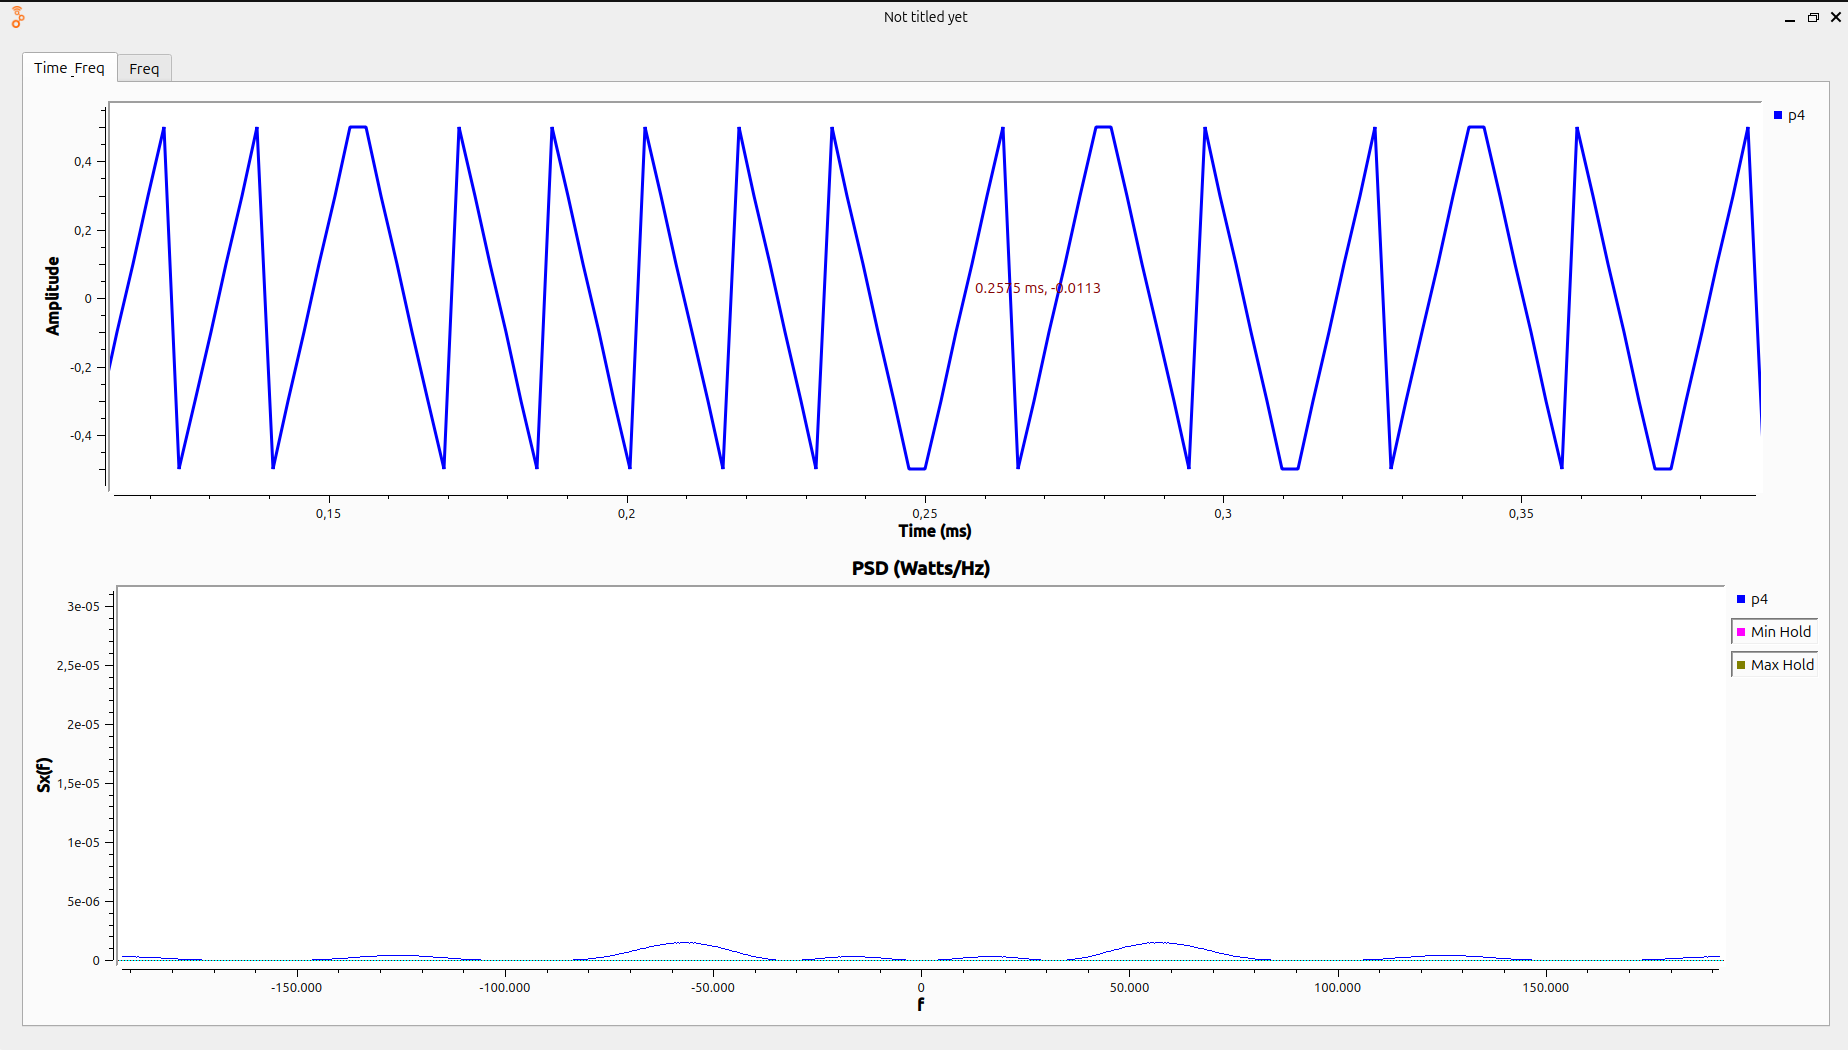 Not titled yet
Time_Freq
Freq
p4
0,4
0,2
0
-0,2
-0,4
Amplitude
0.2575 ms, -0.0113
0,15
0,2
0,25
0,3
0,35
Time (ms)
PSD (Watts/Hz)
p4
Min Hold
Max Hold
3e-05
2,5e-05
2e-05
1,5e-05
1e-05
5e-06
0
Sx(f)
-150.000
-100.000
-50.000
0
50.000
100.000
150.000
f